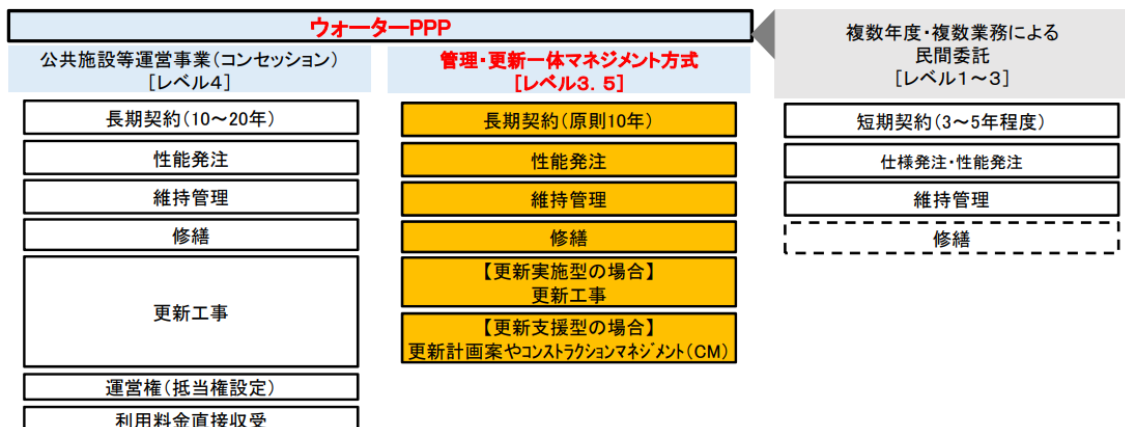 ウォーターPPP
公共施設等運営事業(コンセッション)
[レベル4]
長期契約(10～20年)
性能発注
維持管理
修繕
更新工事
運営権(抵当権設定)
利用料金直接収受
管理・更新一体マネジメント方式
[レベル3．5]
長期契約(原則10年)
性能発注
維持管理
修繕
【更新実施型の場合】
更新工事
【更新支援型の場合】
更新計画案やコンストラクションマネジメント(CM)
複数年度・複数業務による
民間委託
[レベル1～3]
短期契約(3～5年程度)
仕様発注・性能発注
維持管理
修繕